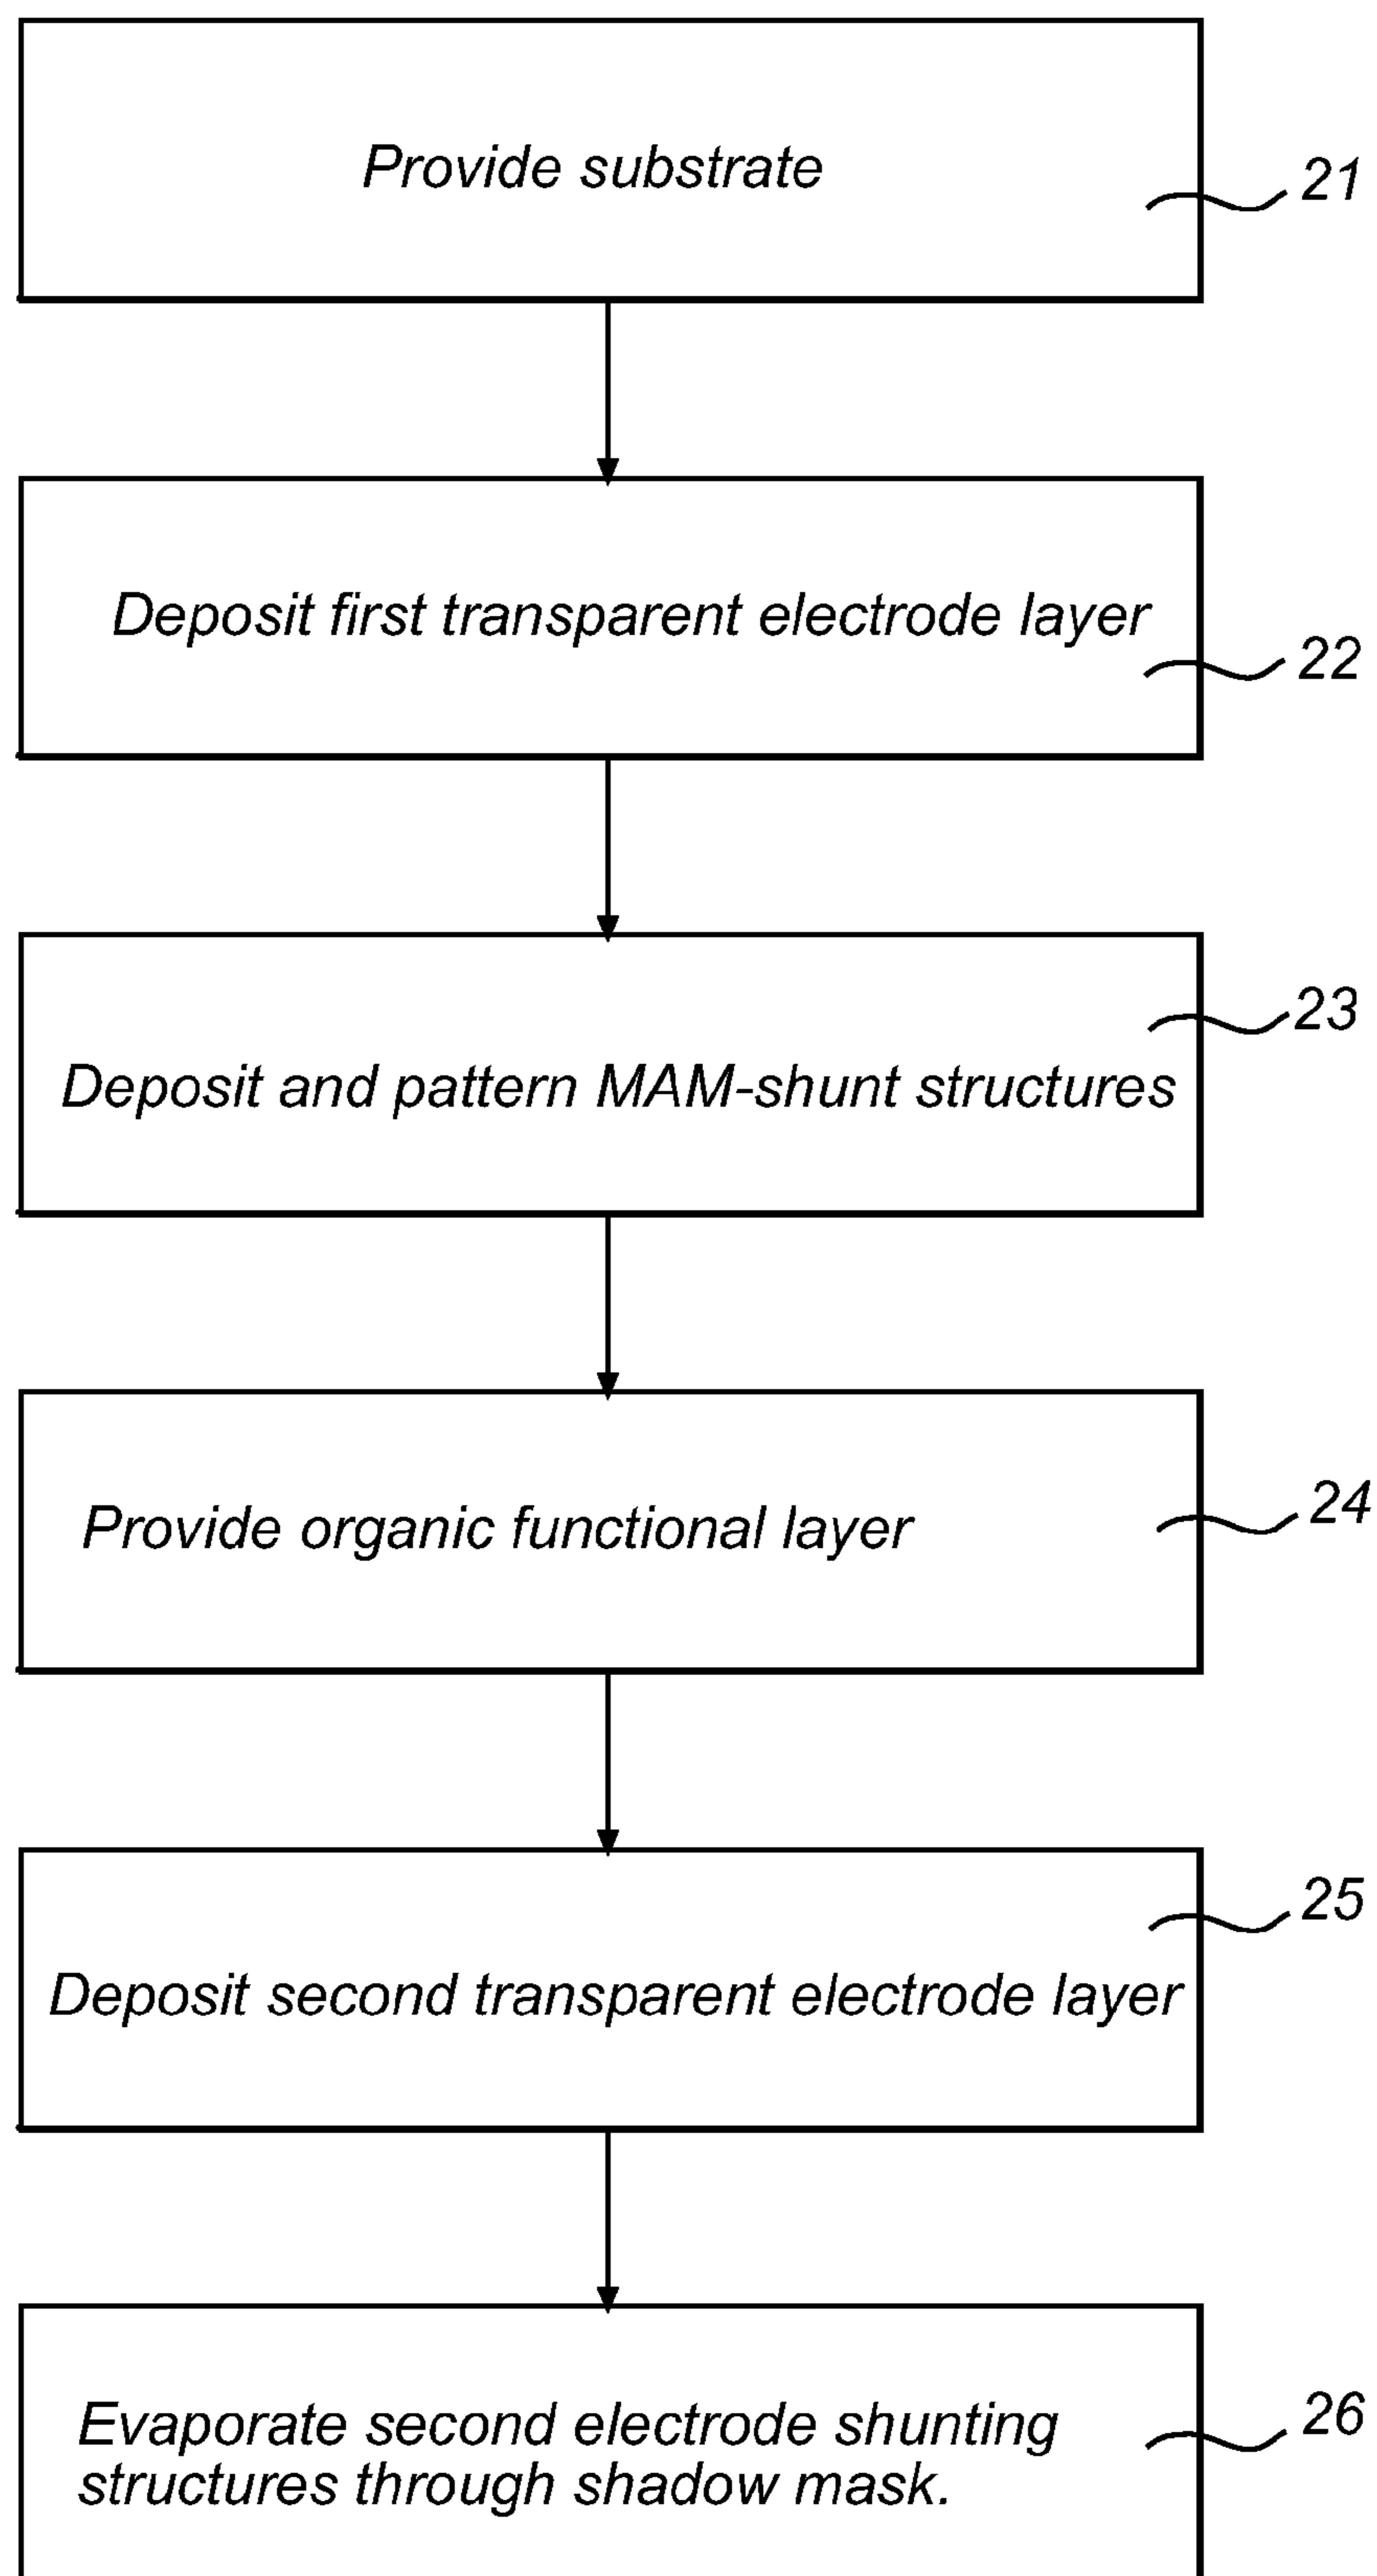 Provide substrate
21
Deposit first transparent electrode layer
22
23
Deposit and pattern MAM-shunt structures
Provide organic functional layer
24
25
Deposit second transparent electrode layer
Evaporate second electrode shunting
structures through shadow mask.
26